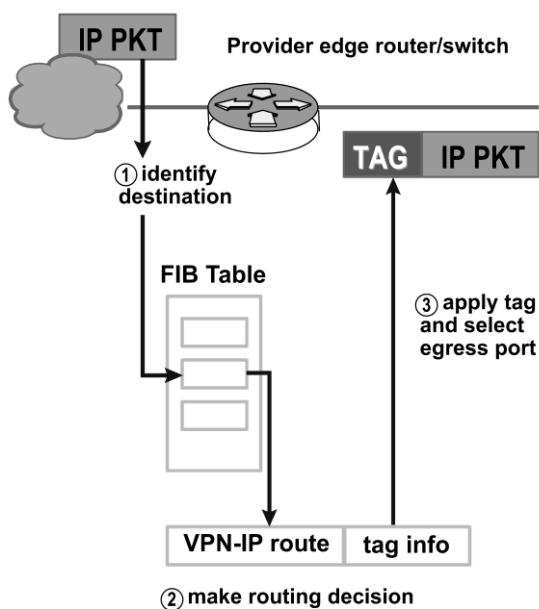 IP PKT
Provider edge router/switch
TAG IP PKT
① identify
destination
FIB Table
③ apply tag
and select
egress port
VPN-IP route tag info
② make routing decision